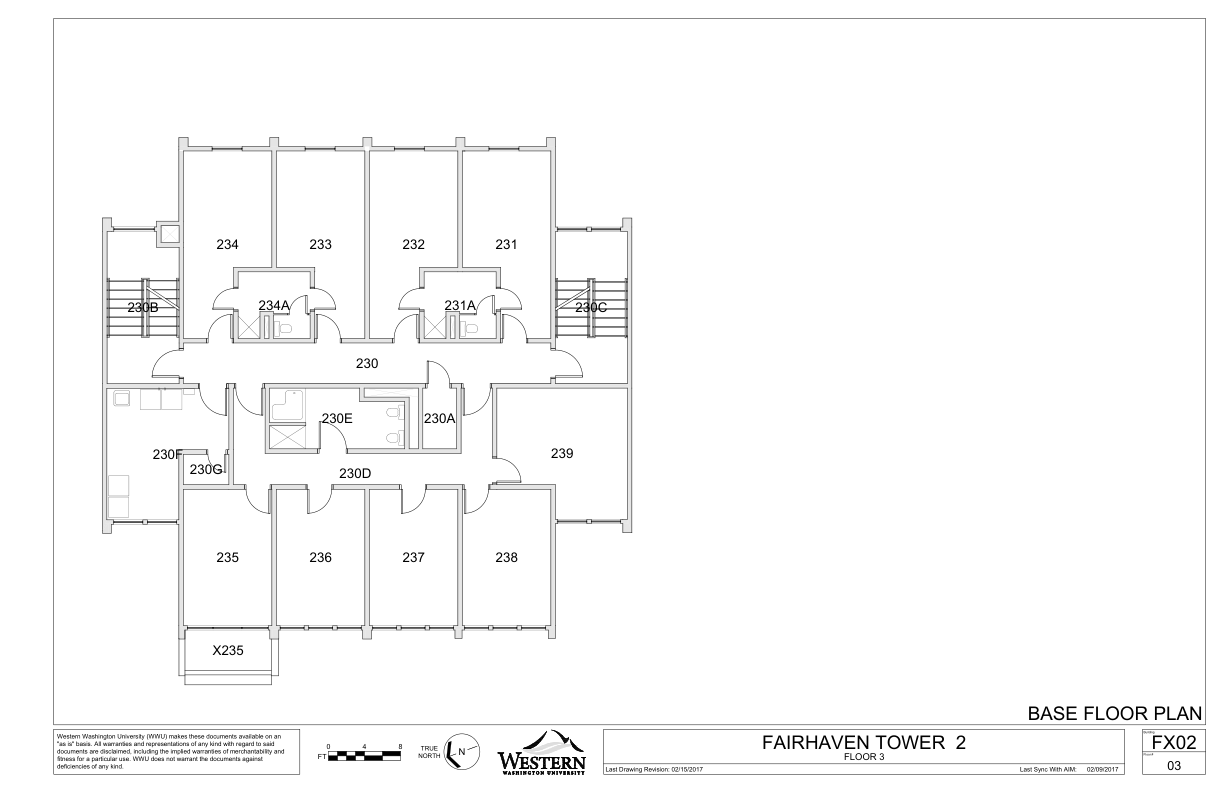 234
233
232
231
230B
234A
231A
230C
230
230E
230A
230F
230G
230D
239
235
236
237
238
X235
BASE FLOOR PLAN
Western Washington University (WWU) makes these documents available on an
"as is" basis. All warranties and representations of any kind with regard to said
documents are disclaimed, including the implied warranties of merchantability and
fitness for a particular use. WWU does not warrant the documents against
deficiencies of any kind.
0 4 8
FT
TRUE
NORTH
N
WESTERN
WASHINGTON UNIVERSITY
FAIRHAVEN TOWER 2
FLOOR 3
Last Drawing Revision: 02/15/2017
Last Sync With AIM: 02/09/2017
FX02
03